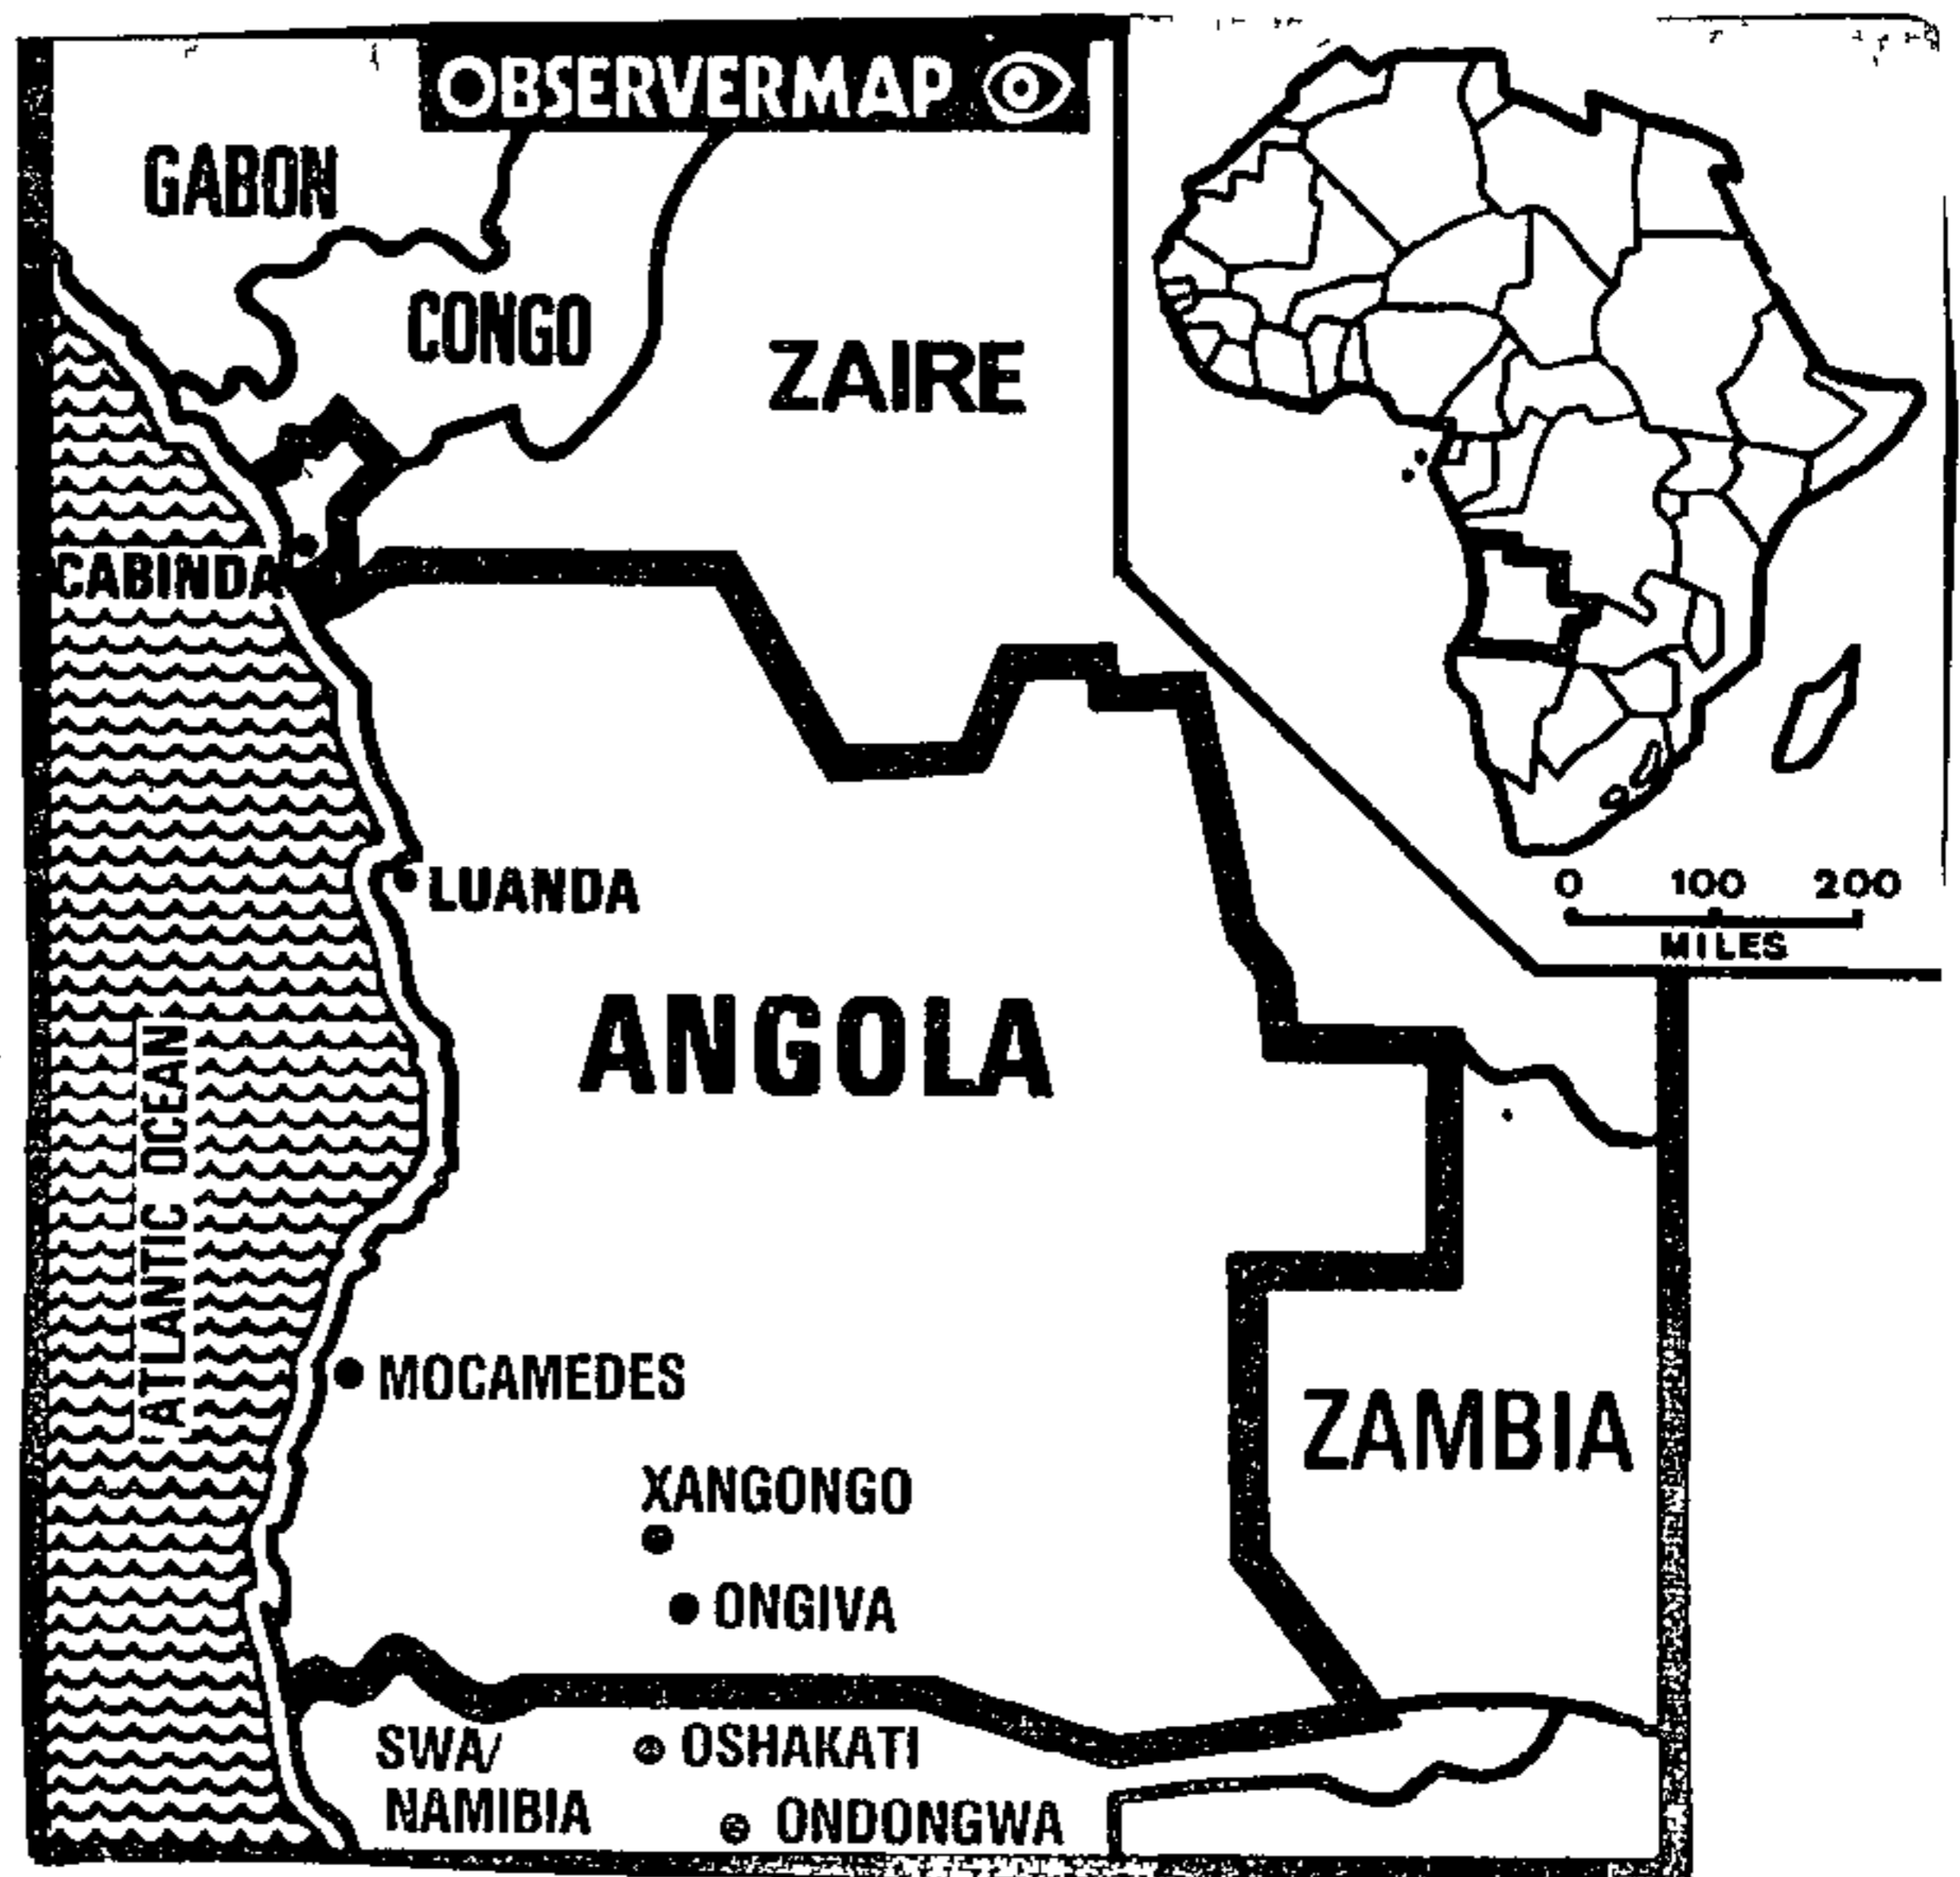 OBSERVERMAP
GABON
CONGO
ZAIRE
CABINDA
LUANDA
0 100 200
MILES
ANGOLA
ATLANTIC OCEAN
MOCAMEDES
ZAMBIA
XANGONGO
ONGIVA
SWA/
NAMIBIA
OSHAKATI
ONDONGWA